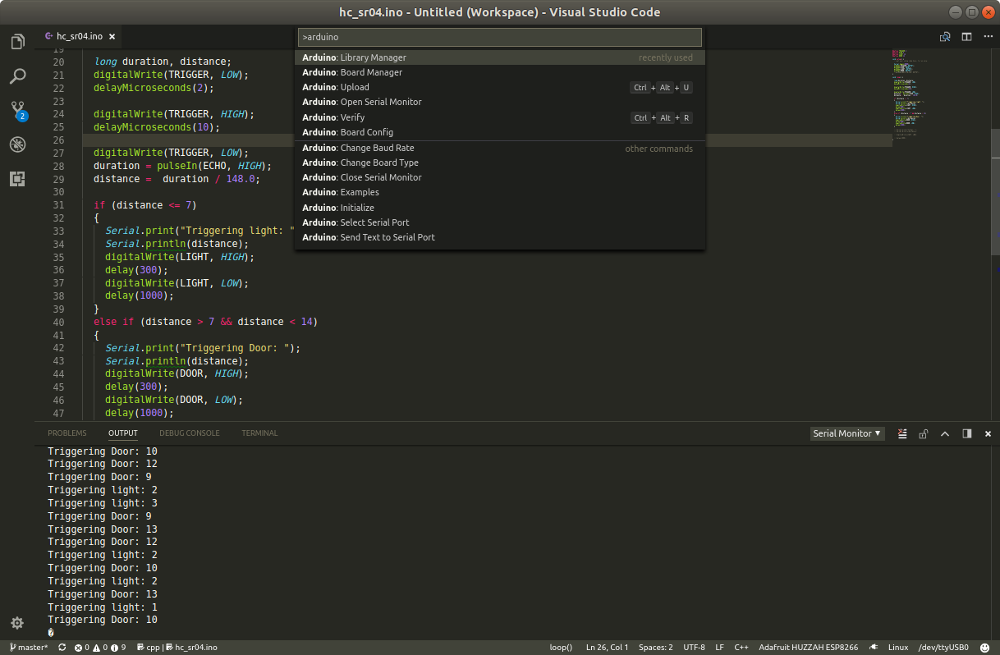 hc_sr04.ino - Untitled (Workspace) - Visual Studio Code
hc_sr04.ino ×
>arduino
Arduino: Library Manager recently used
Arduino: Board Manager
Arduino: Upload Ctrl + Alt + U
Arduino: Open Serial Monitor
Arduino: Verify Ctrl + Alt + R
Arduino: Board Config
Arduino: Change Baud Rate other commands
Arduino: Change Board Type
Arduino: Close Serial Monitor
Arduino: Examples
Arduino: Initialize
Arduino: Select Serial Port
Arduino: Send Text to Serial Port
2
19
20 long duration, distance;
21 digitalWrite(TRIGGER, LOW);
22 delayMicroseconds(2);
23
24 digitalWrite(TRIGGER, HIGH);
25 delayMicroseconds(10);
26
27 digitalWrite(TRIGGER, LOW);
28 duration = pulseIn(ECHO, HIGH);
29 distance =  duration / 148.0;
30
31 if (distance <= 7)
32 {
33 Serial.print("Triggering light: "
34 Serial.println(distance);
35 digitalWrite(LIGHT, HIGH);
36 delay(300);
37 digitalWrite(LIGHT, LOW);
38 delay(1000);
39 }
40 else if (distance > 7 && distance < 14)
41 {
42 Serial.print("Triggering Door: ");
43 Serial.println(distance);
44 digitalWrite(DOOR, HIGH);
45 delay(300);
46 digitalWrite(DOOR, LOW);
47 delay(1000);
PROBLEMS OUTPUT DEBUG CONSOLE TERMINAL Serial Monitor
Triggering Door: 10
Triggering Door: 12
Triggering Door: 9
Triggering light: 2
Triggering light: 3
Triggering Door: 9
Triggering Door: 13
Triggering Door: 12
Triggering light: 2
Triggering Door: 10
Triggering light: 2
Triggering Door: 13
Triggering light: 1
Triggering Door: 10
master* 0 0 9 cpp | hc_sr04.ino loop() Ln 26, Col 1 Spaces: 2 UTF-8 LF C++ Adafruit HUZZAH ESP8266 Linux /dev/ttyUSB0